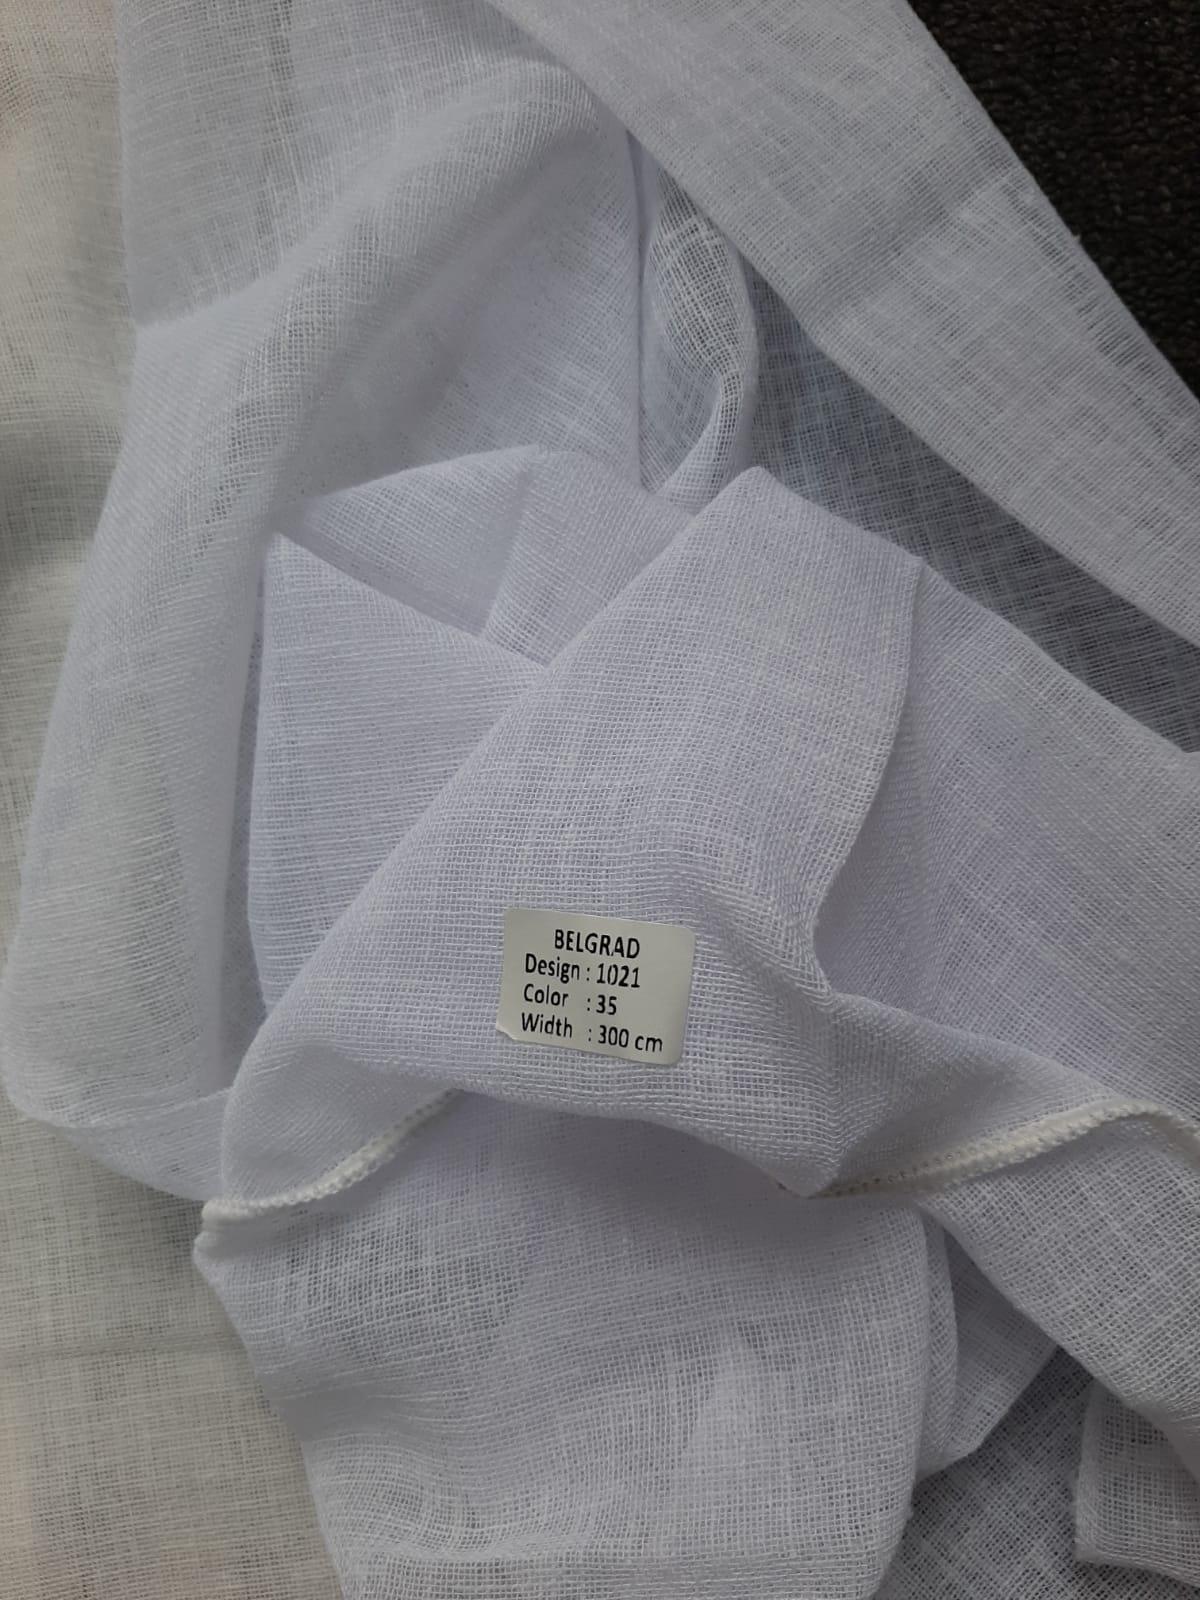 BELGRAD
Design : 1021
Color : 35
Width : 300 cm